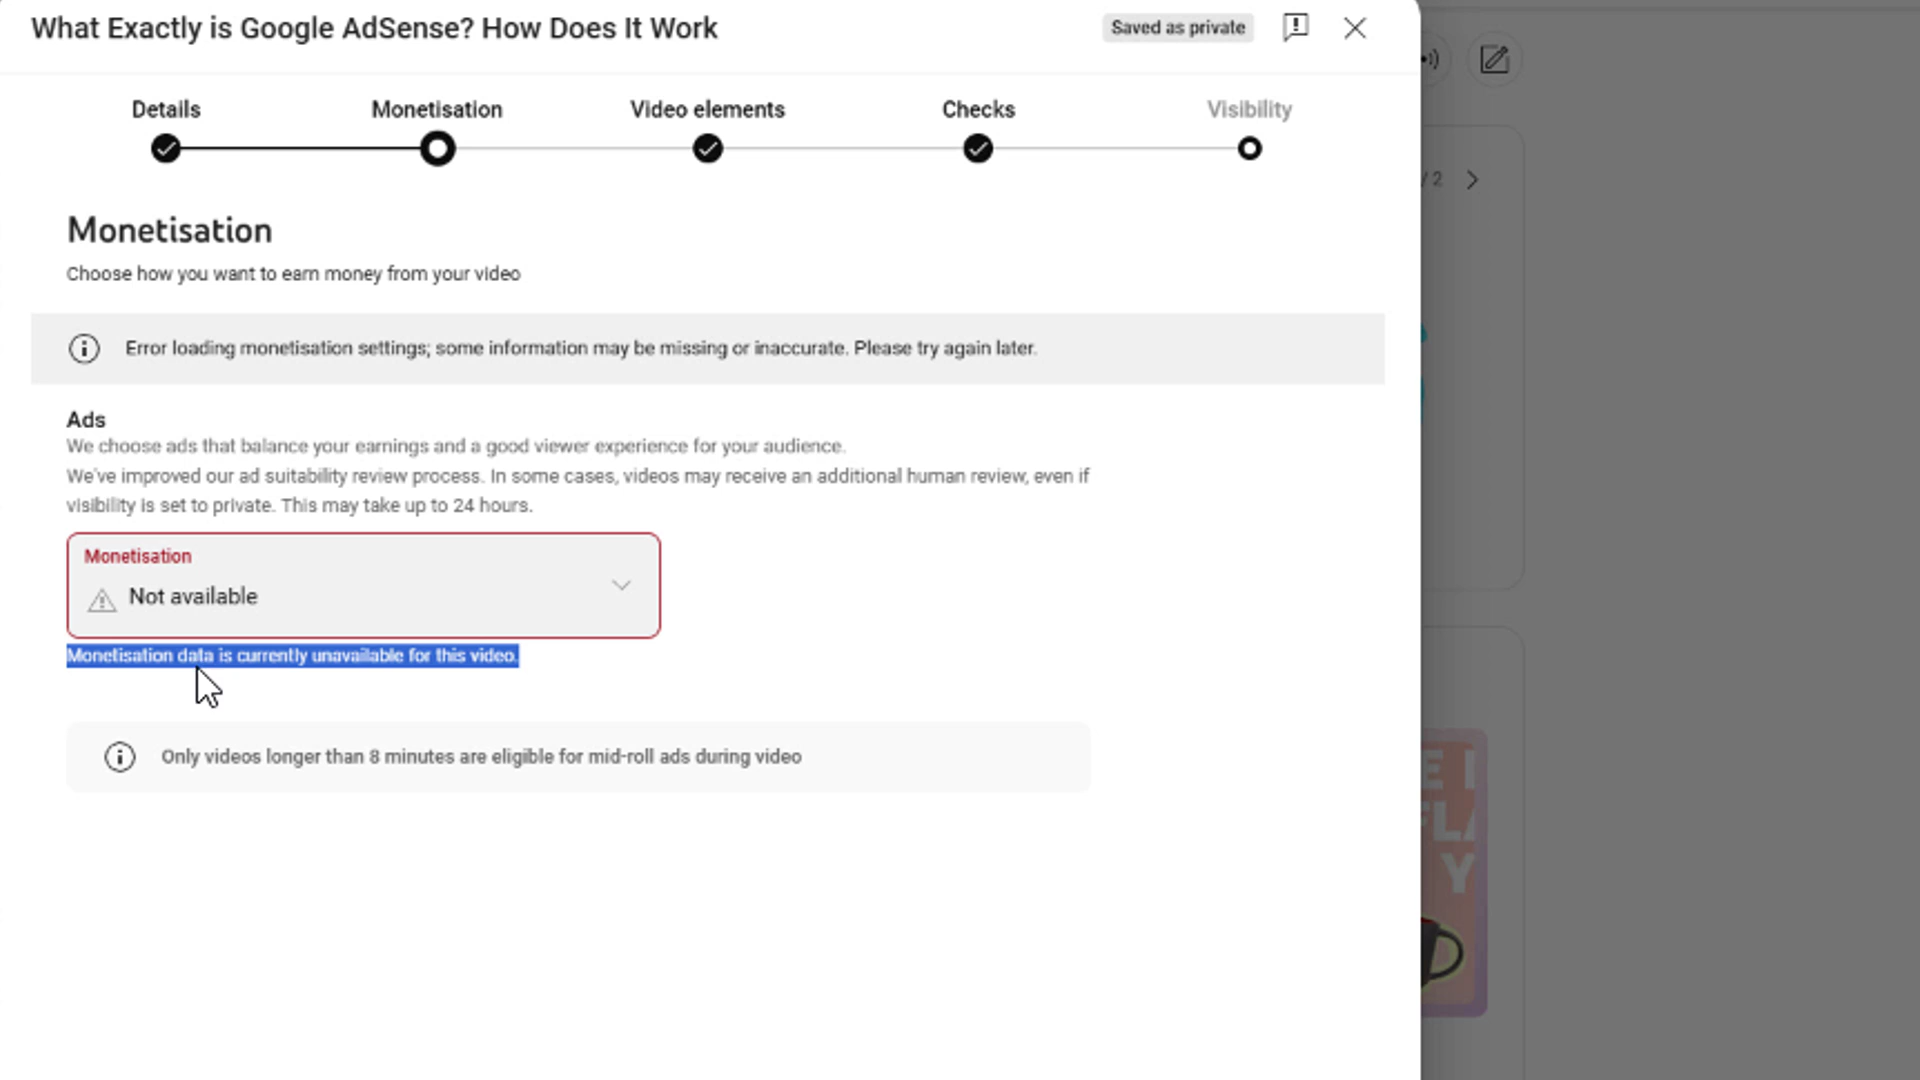 What Exactly is Google AdSense? How Does It Work
Saved as private
Details
Monetisation
Video elements
Checks
Visibility
/ 2
Monetisation
Choose how you want to earn money from your video
Error loading monetisation settings; some information may be missing or inaccurate. Please try again later.
Ads
We choose ads that balance your earnings and a good viewer experience for your audience.
We've improved our ad suitability review process. In some cases, videos may receive an additional human review, even if
visibility is set to private. This may take up to 24 hours.
Monetisation
Not available
Monetisation data is currently unavailable for this video.
Only videos longer than 8 minutes are eligible for mid-roll ads during video